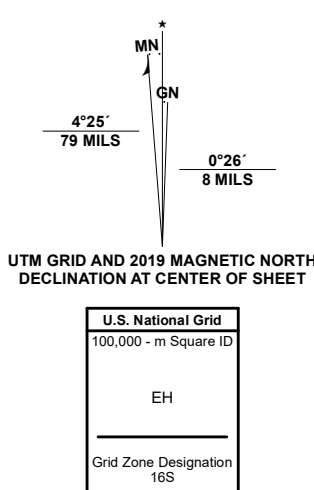 ★
MN
GN
4°25´
79 MILS
0°26´
8 MILS
UTM GRID AND 2019 MAGNETIC NORTH
DECLINATION AT CENTER OF SHEET
U.S. National Grid
100,000 - m Square ID
EH
Grid Zone Designation
16S